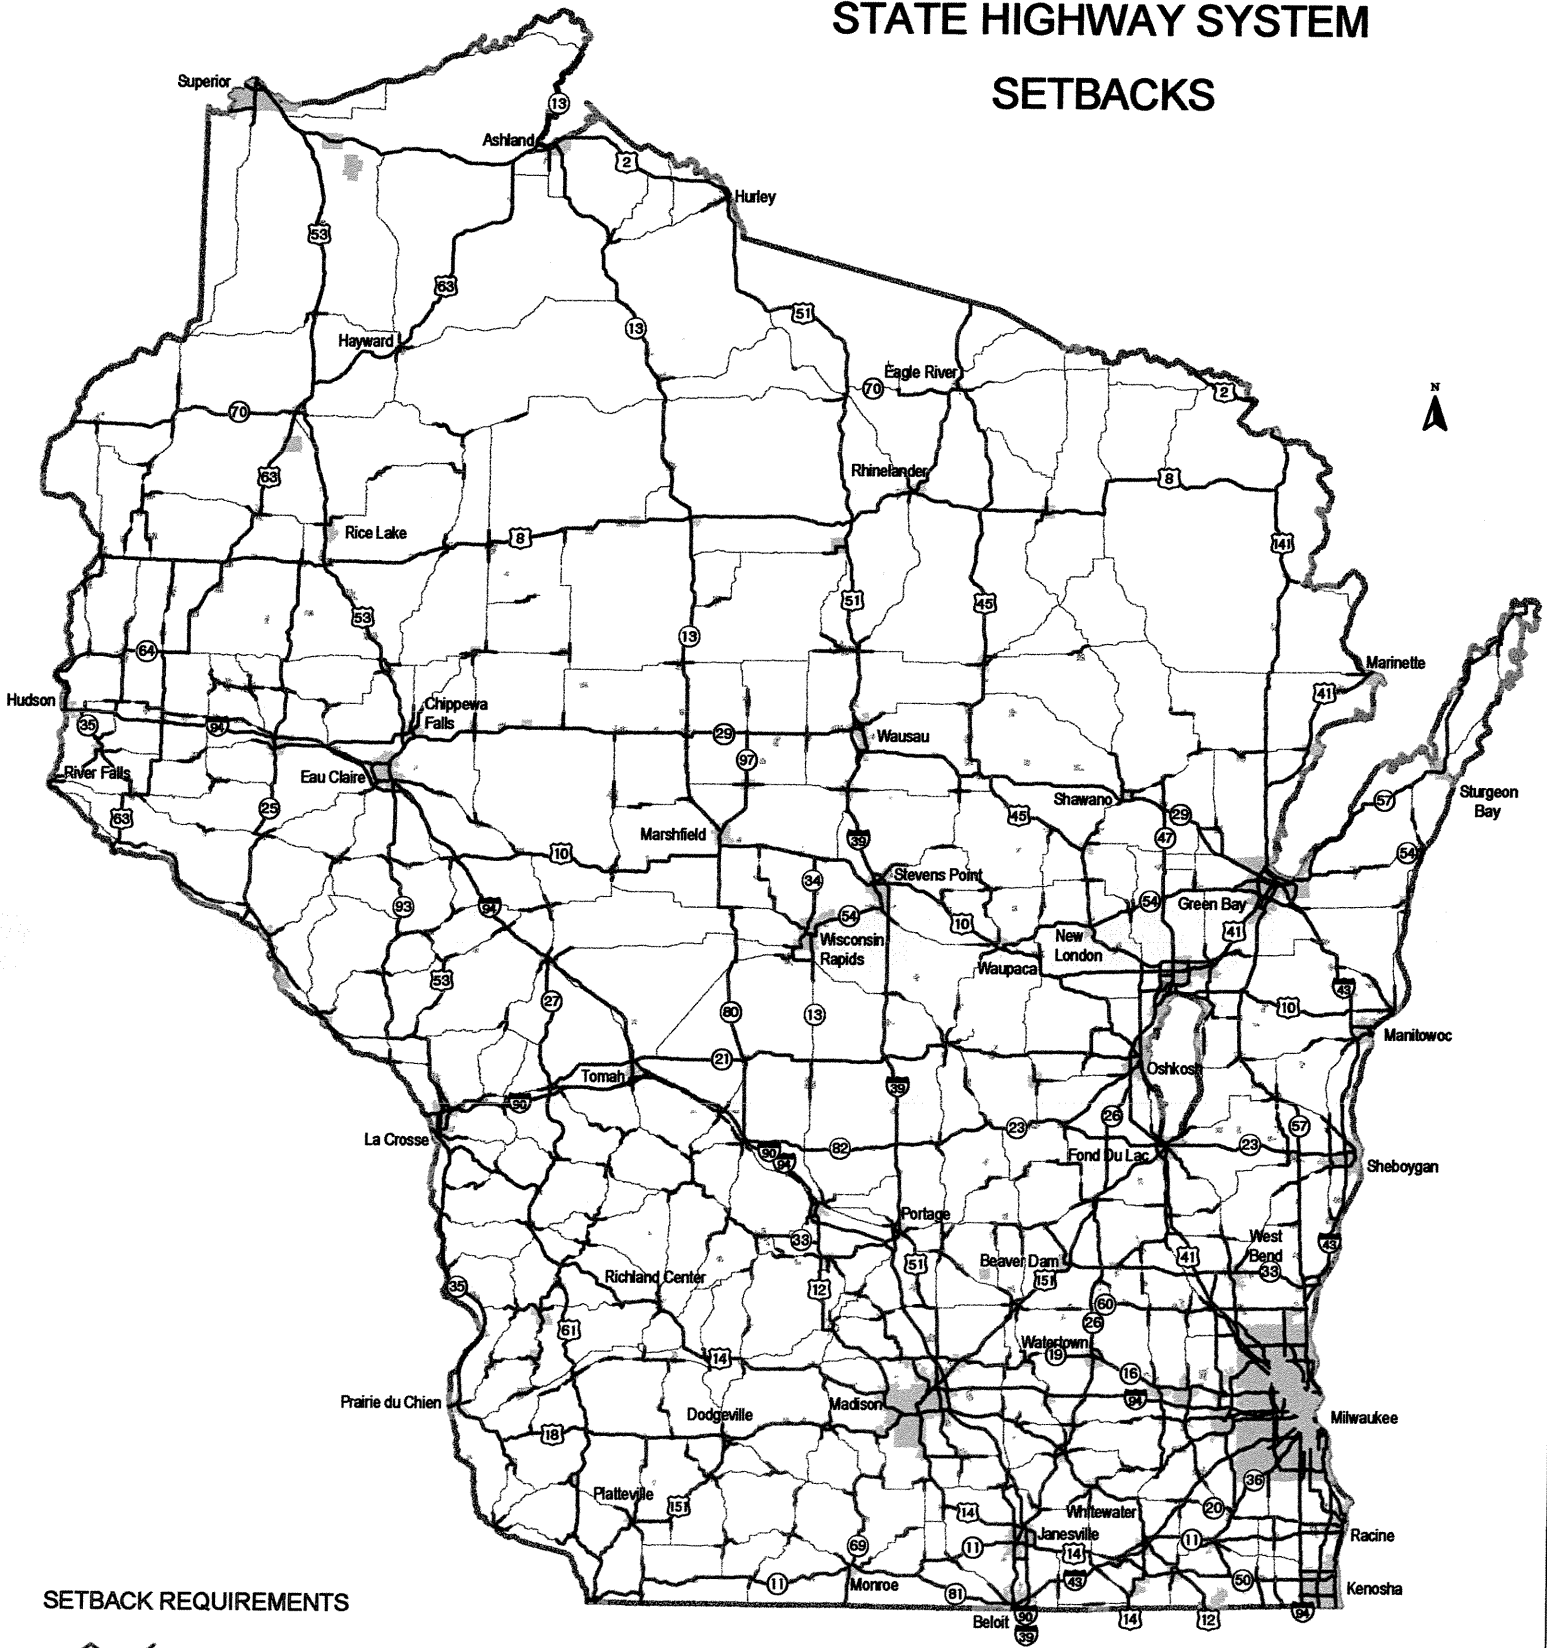 STATE HIGHWAY SYSTEM
SETBACKS
Superior
13
Ashland
2
Hurley
53
63
51
13
Hayward
Eagle River
70
2
N
70
63
Rhinelander
8
Rice Lake
8
141
53
51
45
13
64
Marinette
41
Hudson
Chippewa
Falls
35
94
29
Wausau
97
River Falls
Eau Claire
Sturgeon
Bay
57
Shawano
25
63
45
29
47
Marshfield
39
10
54
Stevens Point
34
93
94
54
54
Green Bay
10
41
New
London
Wisconsin
Rapids
Waupaca
53
43
27
80
13
10
Manitowoc
21
Tomah
Oshkosh
39
90
26
57
La Crosse
23
82
23
90
94
Fond Du Lac
Sheboygan
Portage
33
West
Bend
43
41
51
Beaver Dam
33
151
Richland Center
35
12
60
26
61
Watertown
19
14
16
94
Prairie du Chien
Madison
Dodgeville
Milwaukee
18
36
Platteville
151
14
Whitewater
20
Janesville
Racine
69
11
14
11
11
Monroe
43
50
Kenosha
81
SETBACK REQUIREMENTS
Beloit
90
39
14
12
94